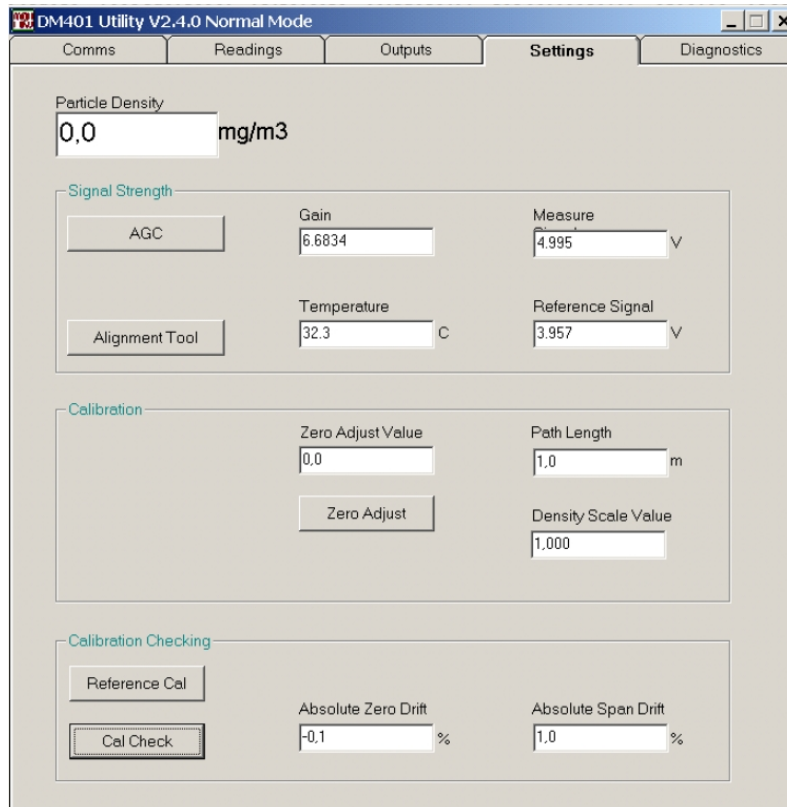 DM401 Utility V2.4.0 Normal Mode
Comms Readings Outputs Settings Diagnostics
Particle Density
0,0 mg/m3
Signal Strength
AGC
Gain
6.6834
Measure
4.995 V
Alignment Tool
Temperature
32.3 C
Reference Signal
3.957 V
Calibration
Zero Adjust Value
0,0
Path Length
1,0 m
Zero Adjust
Density Scale Value
1,000
Calibration Checking
Reference Cal
Cal Check
Absolute Zero Drift
-0,1 %
Absolute Span Drift
1,0 %